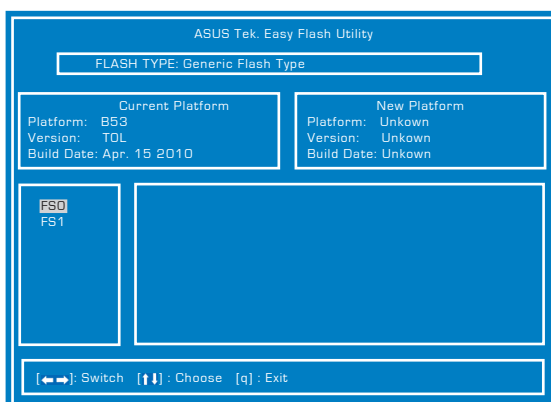 ASUS Tek. Easy Flash Utility
FLASH TYPE: Generic Flash Type
Current Platform
Platform: B53
Version: TOL
Build Date: Apr. 15 2010
New Platform
Platform: Unkown
Version: Unkown
Build Date: Unkown
FS0
FS1
[←→]: Switch [↑↓] : Choose [q] : Exit